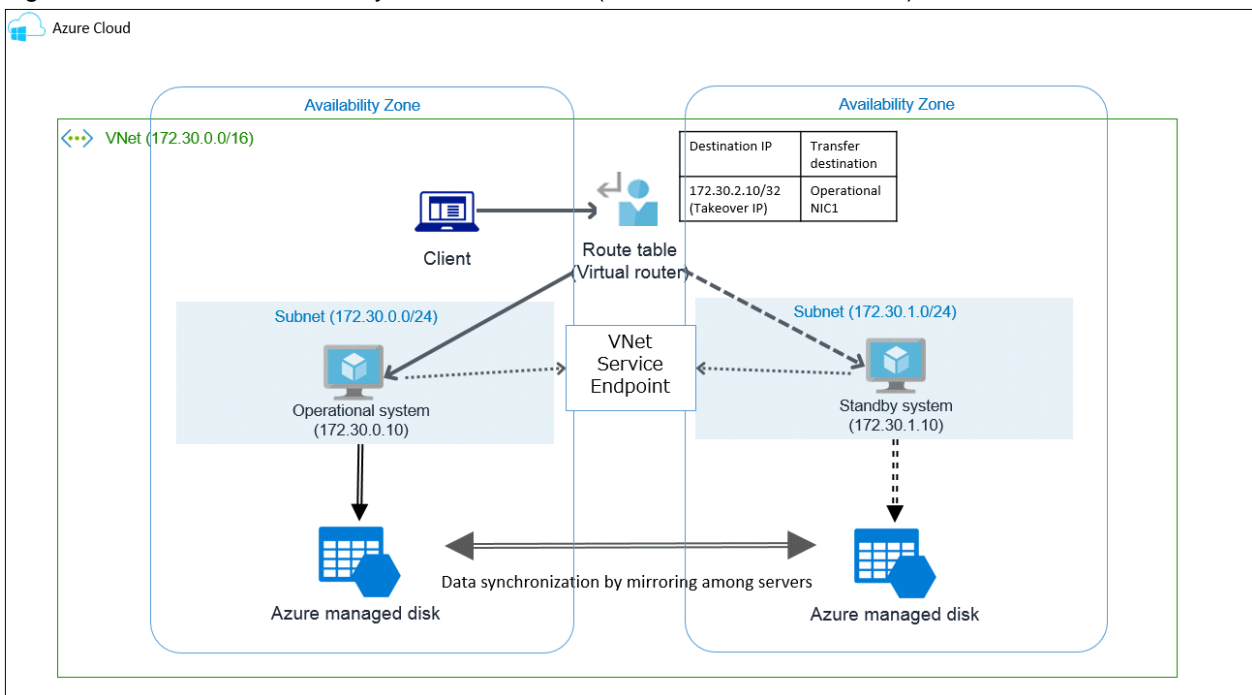 Azure Cloud
Availability Zone
Availability Zone
VNet (172.30.0.0/16)
Destination IP
Transfer
destination
172.30.2.10/32
(Takeover IP)
Operational
NIC1
Client
Route table
(Virtual router)
Subnet (172.30.0.0/24)
Subnet (172.30.1.0/24)
VNet
Service
Endpoint
Operational system
(172.30.0.10)
Standby system
(172.30.1.10)
Data synchronization by mirroring among servers
Azure managed disk
Azure managed disk